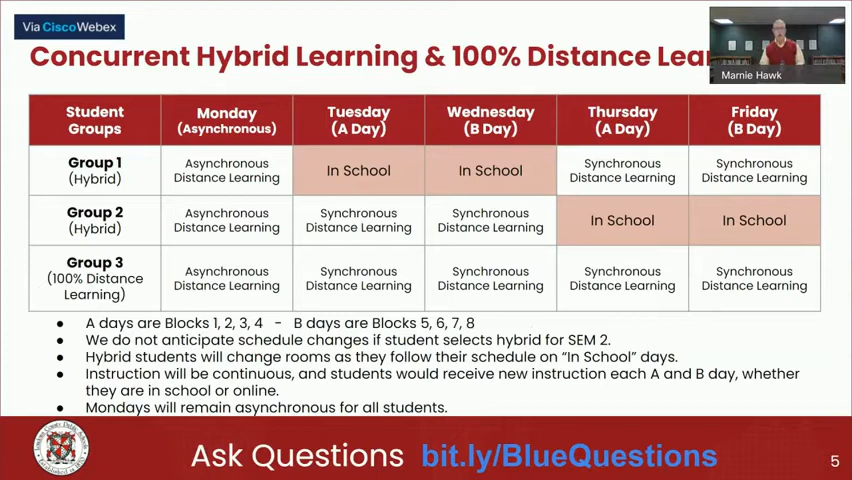 Via CiscoWebex
Concurrent Hybrid Learning & 100% Distance Lear
Marnie Hawk
Student Groups
Monday (Asynchronous)
Tuesday (A Day)
Wednesday (B Day)
Thursday (A Day)
Friday (B Day)
Group 1 (Hybrid)
Asynchronous Distance Learning
In School
In School
Synchronous Distance Learning
Synchronous Distance Learning
Group 2 (Hybrid)
Asynchronous Distance Learning
Synchronous Distance Learning
Synchronous Distance Learning
In School
In School
Group 3 (100% Distance Learning)
Asynchronous Distance Learning
Synchronous Distance Learning
Synchronous Distance Learning
Synchronous Distance Learning
Synchronous Distance Learning
● A days are Blocks 1, 2, 3, 4 - B days are Blocks 5, 6, 7, 8
● We do not anticipate schedule changes if student selects hybrid for SEM 2.
● Hybrid students will change rooms as they follow their schedule on “In School” days.
● Instruction will be continuous, and students would receive new instruction each A and B day, whether
they are in school or online.
● Mondays will remain asynchronous for all students.
Ask Questions bit.ly/BlueQuestions
5